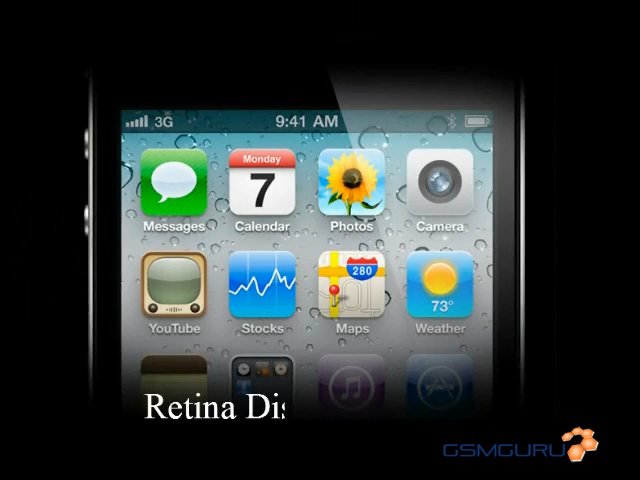 3G 9:41 AM
Monday
7
Messages Calendar Photos Camera
280
73°
YouTube Stocks Maps Weather
Retina Dis
GSMGURU